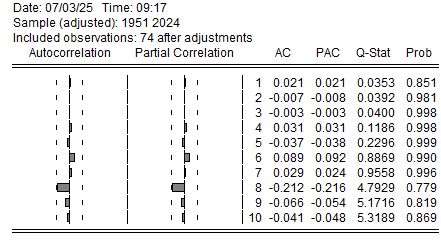 Date: 07/03/25 Time: 09:17
Sample (adjusted): 1951 2024
Included observations: 74 after adjustments
Autocorrelation Partial Correlation AC PAC Q-Stat Prob
1 0.021 0.021 0.0353 0.851
2 -0.007 -0.008 0.0392 0.981
3 -0.003 -0.003 0.0400 0.998
4 0.031 0.031 0.1186 0.998
5 -0.037 -0.038 0.2296 0.999
6 0.089 0.092 0.8869 0.990
7 0.029 0.024 0.9558 0.996
8 -0.212 -0.216 4.7929 0.779
9 -0.066 -0.054 5.1716 0.819
10 -0.041 -0.048 5.3189 0.869